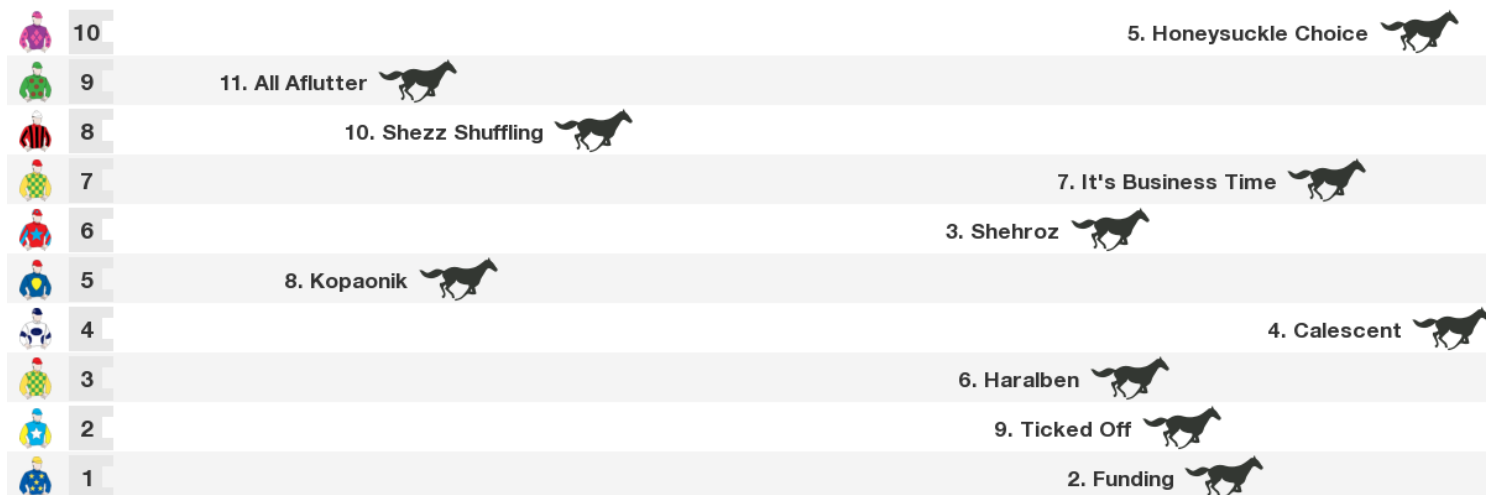 10 5. Honeysuckle Choice
9 11. All Aflutter
8 10. Shezz Shuffling
7 7. It's Business Time
6 3. Shehroz
5 8. Kopaonik
4 4. Calescent
3 6. Haralben
2 9. Ticked Off
1 2. Funding